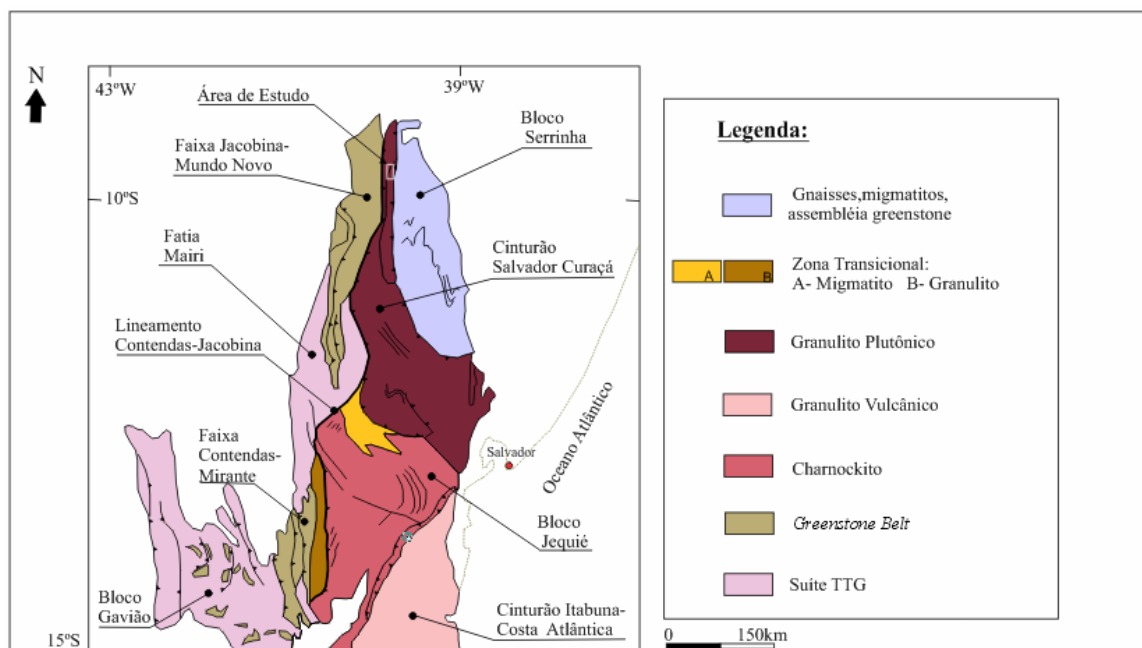 N
43ºW
39ºW
Área de Estudo
Bloco
Serrinha
Faixa Jacobina-
Mundo Novo
10ºS
Fatia
Mairi
Cinturão
Salvador Curaçá
Lineamento
Contendas-Jacobina
Faixa
Contendas-
Mirante
Salvador
Oceano Atlântico
Bloco
Jequié
Bloco
Gavião
Cinturão Itabuna-
Costa Atlântica
15ºS
Legenda:
Gnaisses,migmatitos,
assembléia greenstone
A
B
Zona Transicional:
A- Migmatito B- Granulito
Granulito Plutônico
Granulito Vulcânico
Charnockito
Greenstone Belt
Suíte TTG
0 150km